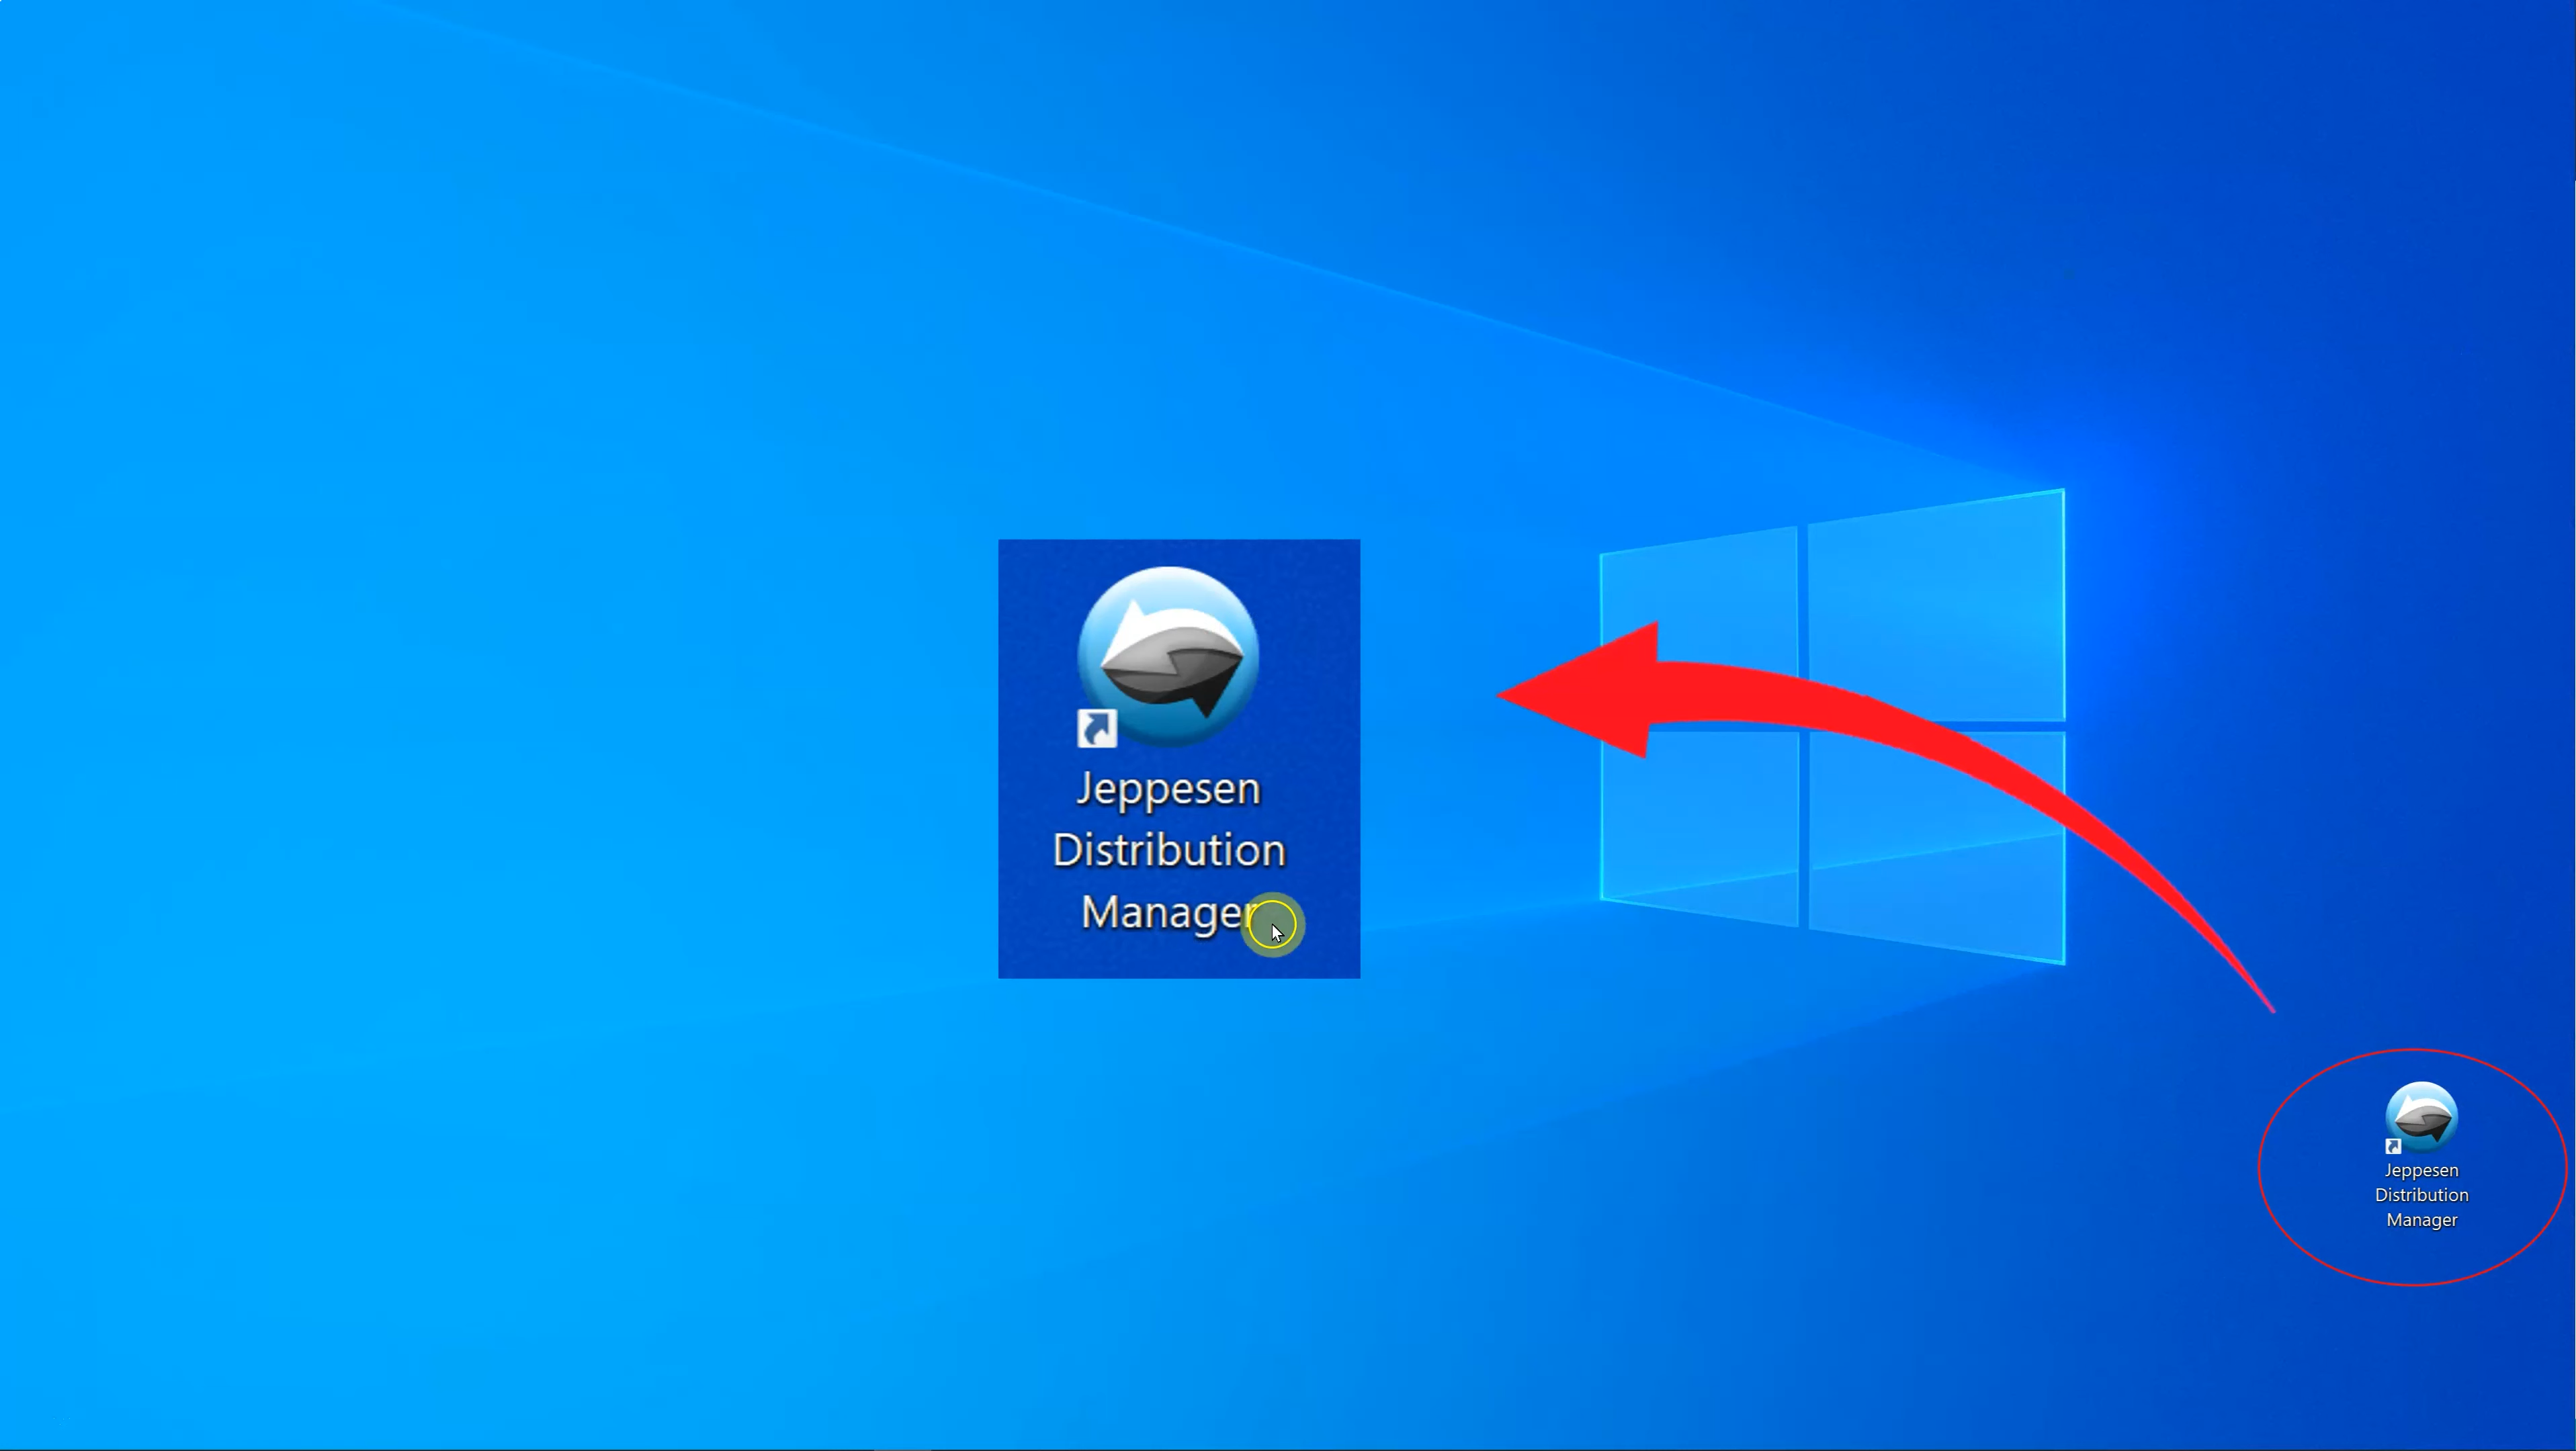 Jeppesen
Distribution
Manager
Jeppesen
Distribution
Manager